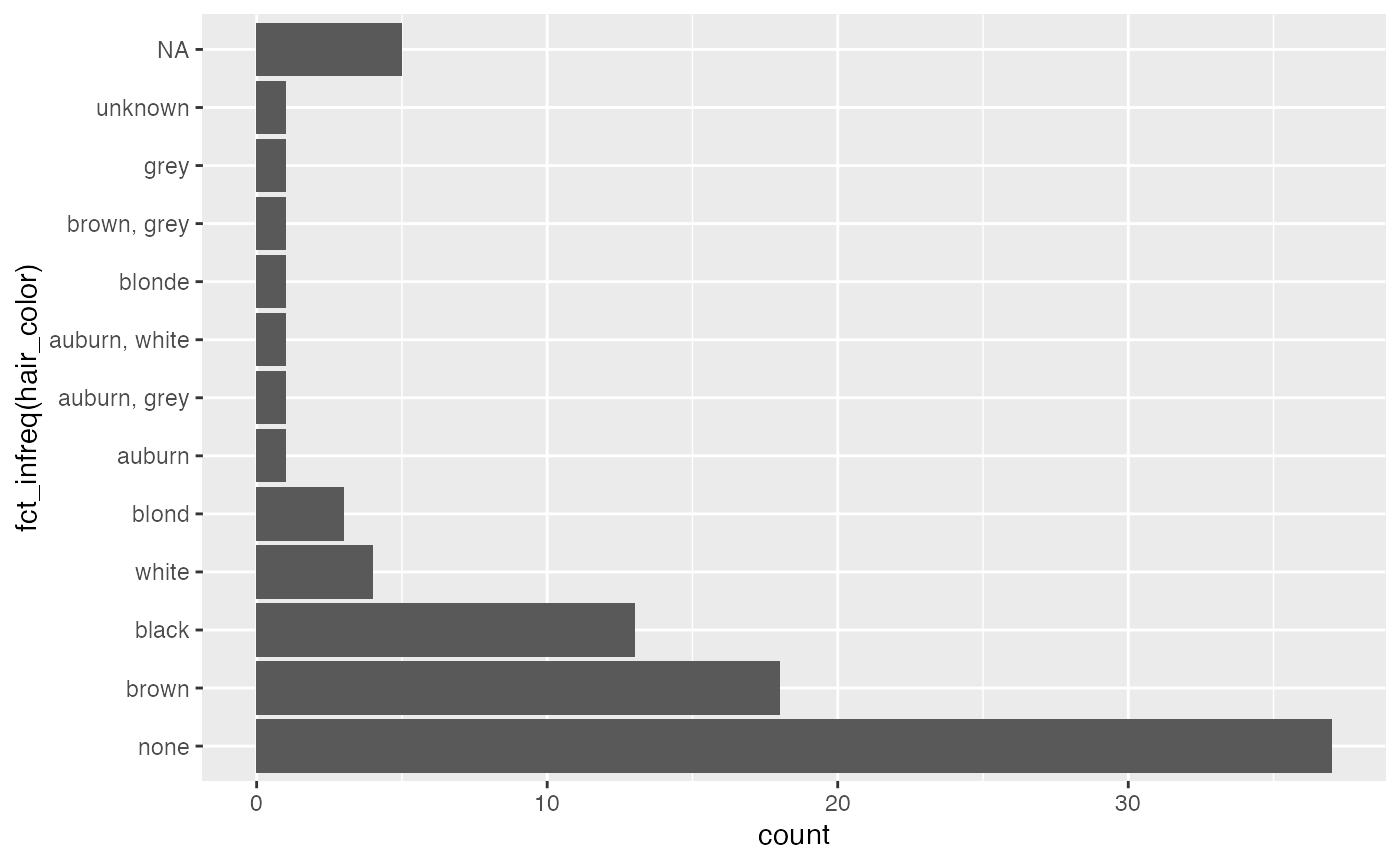 NA
unknown
grey
brown, grey
blonde
auburn, white
auburn, grey
auburn
blond
white
black
brown
none
fct_infreq(hair_color)
0 10 20 30
count